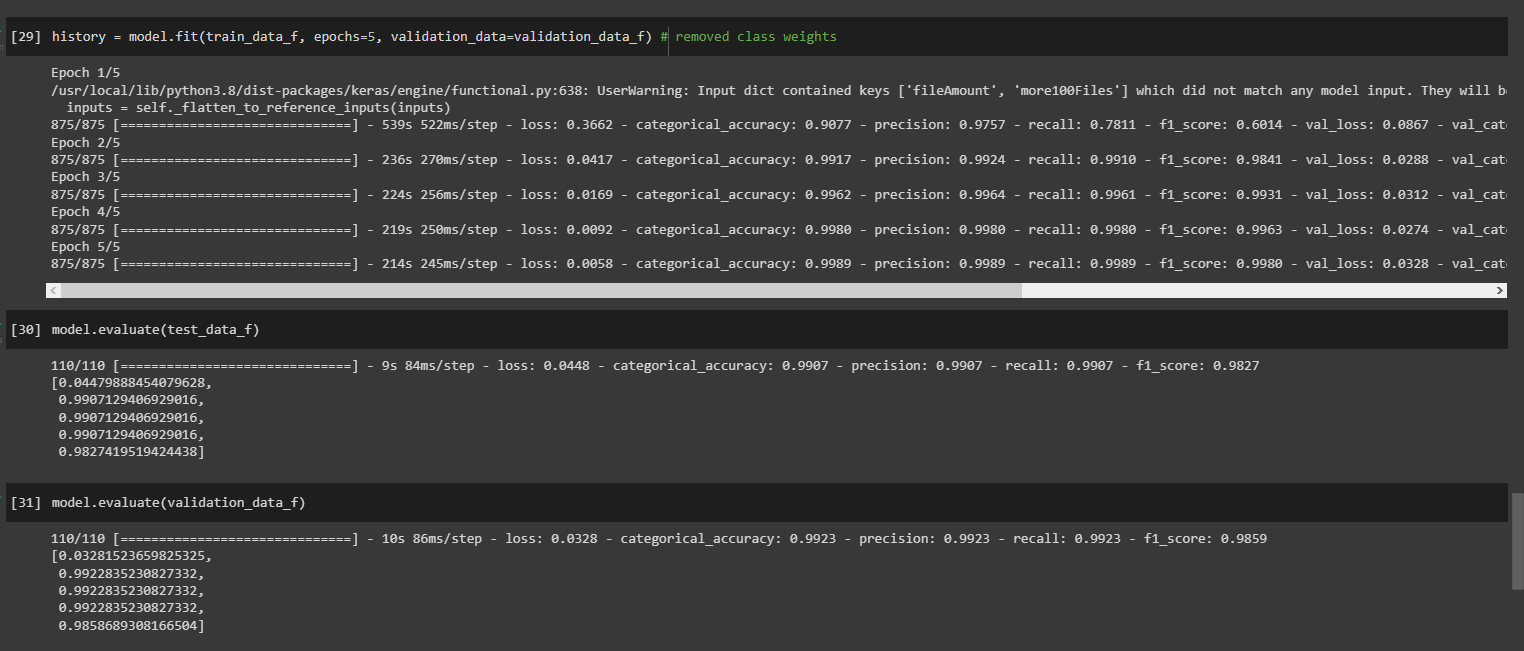 [29] history = model.fit(train_data_f, epochs=5, validation_data=validation_data_f) # removed class weights
Epoch 1/5
/usr/local/lib/python3.8/dist-packages/keras/engine/functional.py:638: UserWarning: Input dict contained keys ['fileAmount', 'more100Files'] which did not match any model input. They will b
inputs = self._flatten_to_reference_inputs(inputs)
875/875 [==============================] - 539s 522ms/step - loss: 0.3662 - categorical_accuracy: 0.9077 - precision: 0.9757 - recall: 0.7811 - f1_score: 0.6014 - val_loss: 0.0867 - val_cat
Epoch 2/5
875/875 [==============================] - 236s 270ms/step - loss: 0.0417 - categorical_accuracy: 0.9917 - precision: 0.9924 - recall: 0.9910 - f1_score: 0.9841 - val_loss: 0.0288 - val_cat
Epoch 3/5
875/875 [==============================] - 224s 256ms/step - loss: 0.0169 - categorical_accuracy: 0.9962 - precision: 0.9964 - recall: 0.9961 - f1_score: 0.9931 - val_loss: 0.0312 - val_cat
Epoch 4/5
875/875 [==============================] - 219s 250ms/step - loss: 0.0092 - categorical_accuracy: 0.9980 - precision: 0.9980 - recall: 0.9980 - f1_score: 0.9963 - val_loss: 0.0274 - val_cat
Epoch 5/5
875/875 [==============================] - 214s 245ms/step - loss: 0.0058 - categorical_accuracy: 0.9989 - precision: 0.9989 - recall: 0.9989 - f1_score: 0.9980 - val_loss: 0.0328 - val_cat
[30] model.evaluate(test_data_f)
110/110 [==============================] - 9s 84ms/step - loss: 0.0448 - categorical_accuracy: 0.9907 - precision: 0.9907 - recall: 0.9907 - f1_score: 0.9827
[0.04479888454079628,
0.9907129406929016,
0.9907129406929016,
0.9907129406929016,
0.9827419519424438]
[31] model.evaluate(validation_data_f)
110/110 [==============================] - 10s 86ms/step - loss: 0.0328 - categorical_accuracy: 0.9923 - precision: 0.9923 - recall: 0.9923 - f1_score: 0.9859
[0.03281523659825325,
0.9922835230827332,
0.9922835230827332,
0.9922835230827332,
0.9858689308166504]